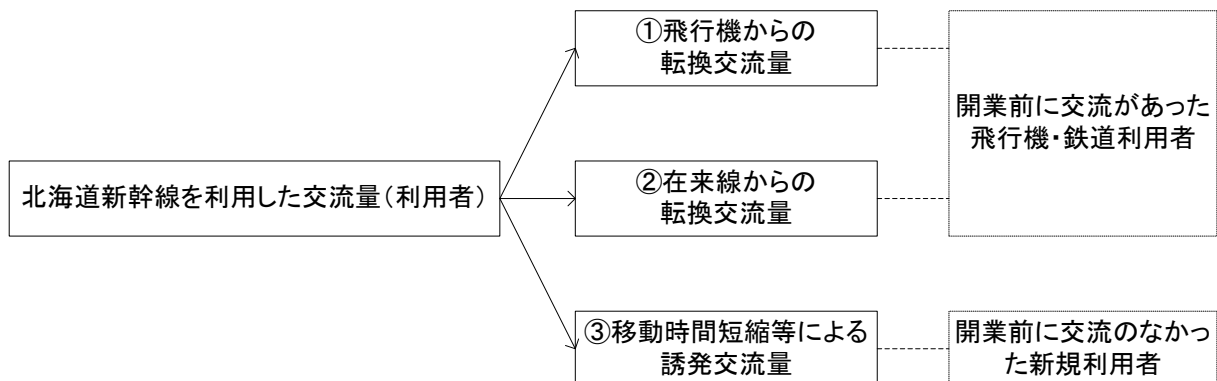 ①飛行機からの
転換交流量
開業前に交流があった
飛行機・鉄道利用者
北海道新幹線を利用した交流量(利用者)
②在来線からの
転換交流量
③移動時間短縮等による
誘発交流量
開業前に交流のなかっ
た新規利用者